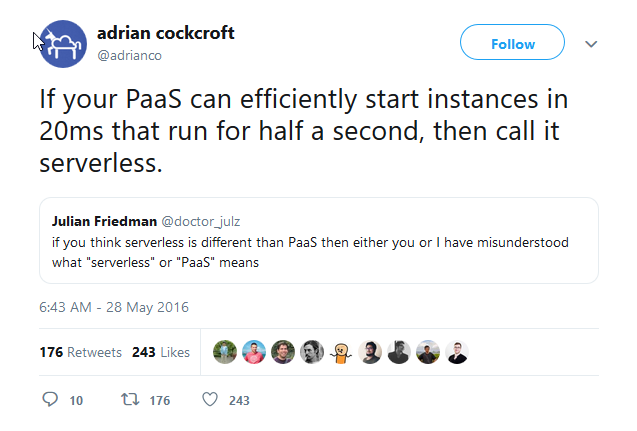 adrian cockcroft
@adrianco
Follow
If your PaaS can efficiently start instances in
20ms that run for half a second, then call it
serverless.
Julian Friedman @doctor_julz
if you think serverless is different than PaaS then either you or I have misunderstood
what "serverless" or "PaaS" means
6:43 AM - 28 May 2016
176 Retweets 243 Likes
10 176 243